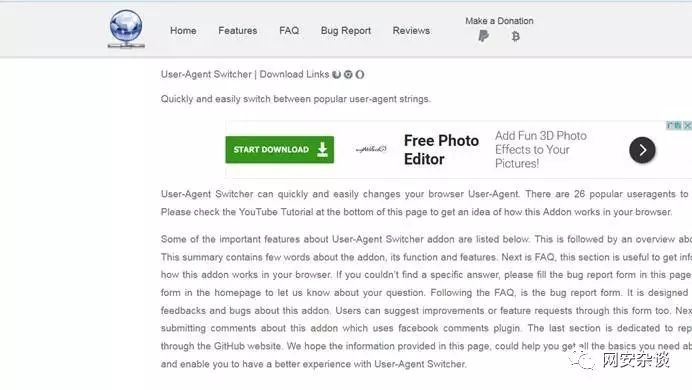 Home Features FAQ Bug Report Reviews Make a Donation
User-Agent Switcher | Download Links
Quickly and easily switch between popular user-agent strings.
广告
START DOWNLOAD
Free Photo Editor
Add Fun 3D Photo Effects to Your Pictures!
User-Agent Switcher can quickly and easily changes your browser User-Agent. There are 26 popular useragents to
Please check the YouTube Tutorial at the bottom of this page to get an idea of how this Addon works in your browser.
Some of the important features about User-Agent Switcher addon are listed below. This is followed by an overview abo
This summary contains few words about the addon, its function and features. Next is FAQ, this section is useful to get info
how this addon works in your browser. If you couldn't find a specific answer, please fill the bug report form in this page
form in the homepage to let us know about your question. Following the FAQ, is the bug report form. It is designed
feedbacks and bugs about this addon. Users can suggest improvements or feature requests through this form too. Nex
submitting comments about this addon which uses facebook comments plugin. The last section is dedicated to rep
through the GitHub website. We hope the information provided in this page, could help you get all the basics you need ab
and enable you to have a better experience with User-Agent Switcher.
网安杂谈